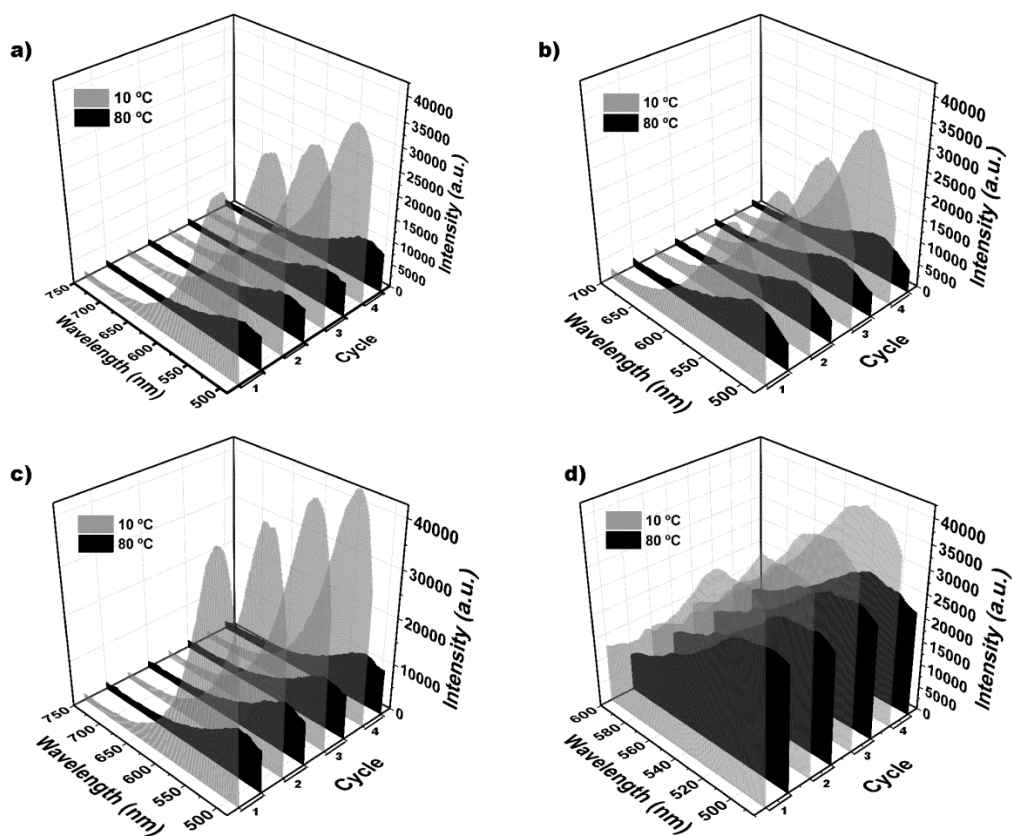 a)
10 ºC
80 ºC
40000
35000
30000
25000
20000
15000
10000
5000
0
Intensity (a.u.)
750
700
650
600
550
500
Wavelength (nm)
1
2
3
4
Cycle
b)
10 ºC
80 ºC
40000
35000
30000
25000
20000
15000
10000
5000
0
Intensity (a.u.)
700
650
600
550
500
Wavelength (nm)
1
2
3
4
Cycle
c)
10 ºC
80 ºC
40000
30000
20000
10000
0
Intensity (a.u.)
750
700
650
600
550
500
Wavelength (nm)
1
2
3
4
Cycle
d)
10 ºC
80 ºC
40000
35000
30000
25000
20000
15000
10000
5000
0
Intensity (a.u.)
600
580
560
540
520
500
Wavelength (nm)
1
2
3
4
Cycle